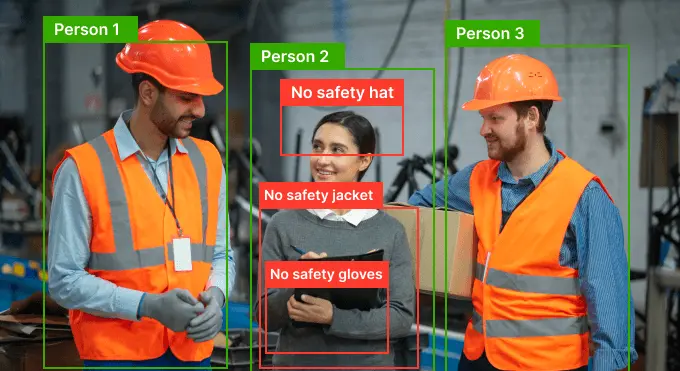 Person 1
Person 2
Person 3
No safety hat
No safety jacket
No safety gloves